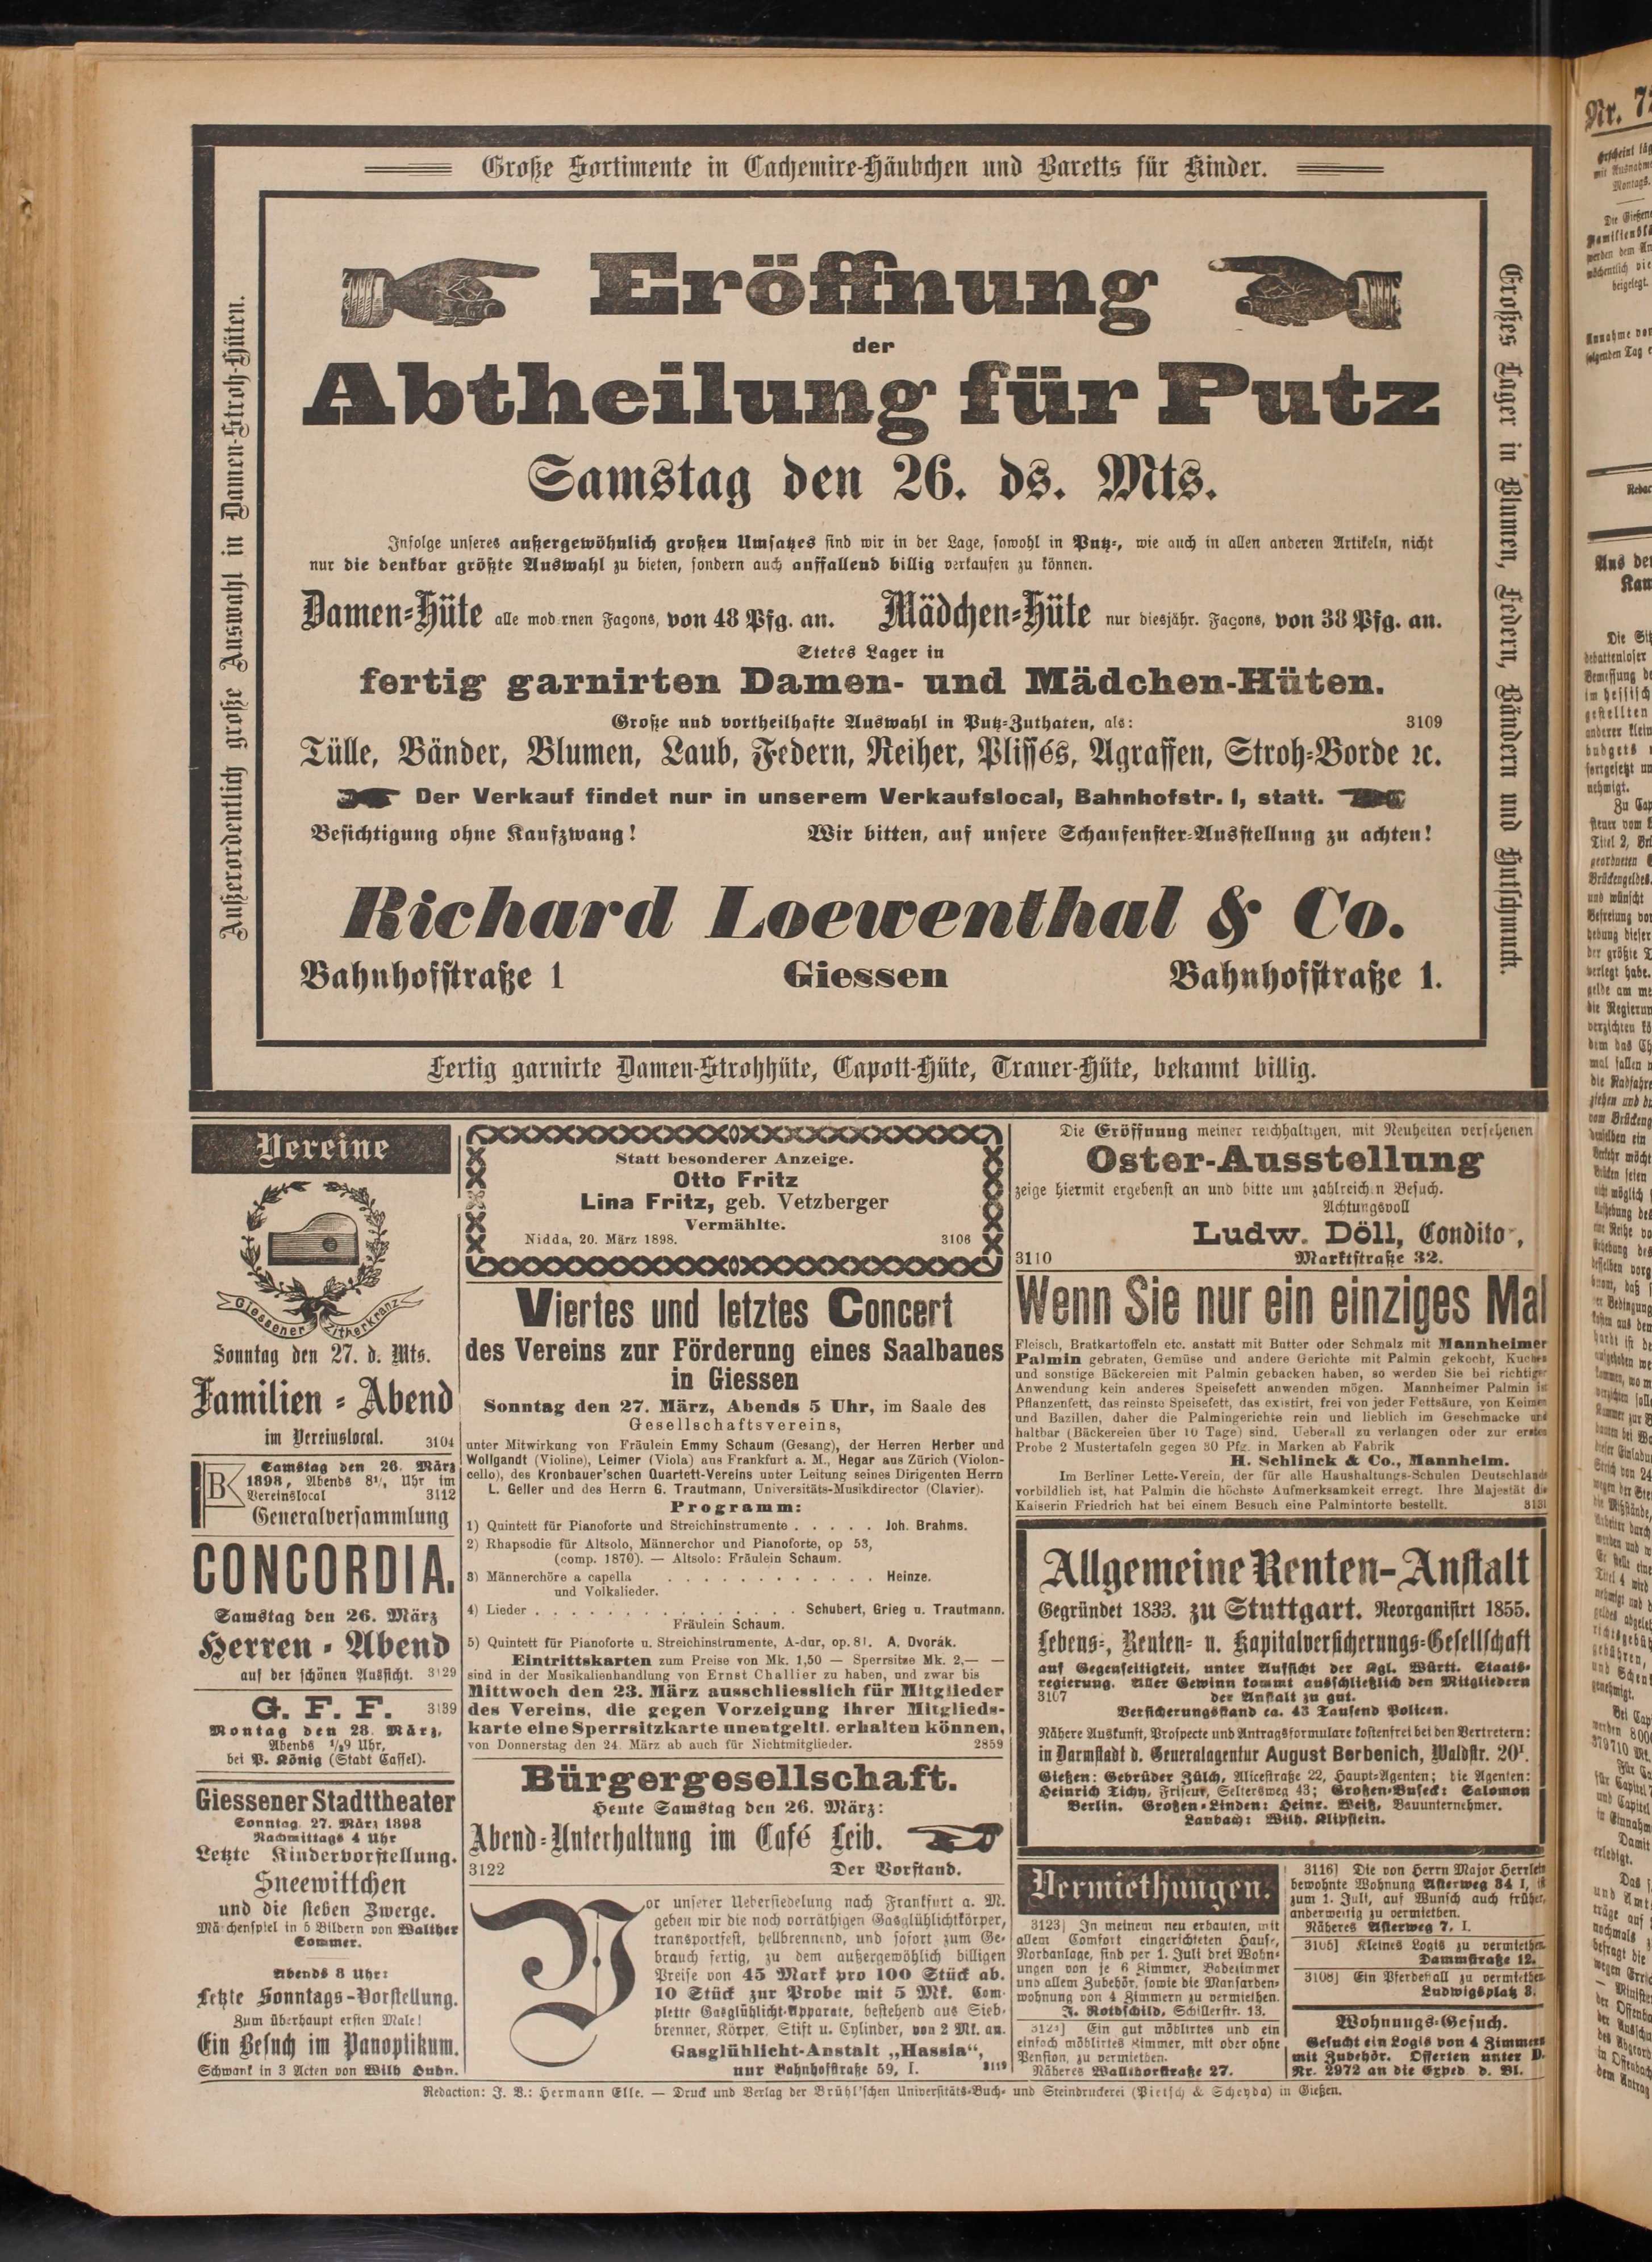 Große Sortimente in Cachemire-Häubchen und Baretts für Kinder.
Außerordentlich große Auswahl in Damen-Stroh-Hüten.
Eröffnung
der
Abtheilung für Putz
Samstag den 26. ds. Mts.
Infolge unseres außergewöhnlich großen Umsatzes sind wir in der Lage, sowohl in Putz-, wie auch in allen anderen Artikeln, nicht
nur die denkbar größte Auswahl zu bieten, sondern auch auffallend billig verkaufen zu können.
Damen-Hüte alle modernen Façons, von 48 Pfg. an. Mädchen-Hüte nur diesjähr. Façons, von 38 Pfg. an.
Stetes Lager in
fertig garnirten Damen- und Mädchen-Hüten.
Große und vortheilhafte Auswahl in Putz-Zuthaten, als: 3109
Tülle, Bänder, Blumen, Laub, Federn, Reiher, Plissés, Agraffen, Stroh-Borde ꝛc.
Der Verkauf findet nur in unserem Verkaufslocal, Bahnhofstr. 1, statt.
Besichtigung ohne Kaufzwang! Wir bitten, auf unsere Schaufenster-Ausstellung zu achten!
Richard Loewenthal & Co.
Bahnhofstraße 1 Giessen Bahnhofstraße 1.
Großes Lager in Blumen, Federn, Bändern und Hutschmuck.
Fertig garnirte Damen-Strohhüte, Capott-Hüte, Trauer-Hüte, bekannt billig.
Vereine
Giessener Zitherkranz
Sonntag den 27. d. Mts.
Familien-Abend
im Vereinslocal. 3104
BK
Samstag den 26. März
1898, Abends 8½ Uhr im
Vereinslocal 3112
Generalversammlung
CONCORDIA.
Samstag den 26. März
Herren-Abend
auf der schönen Aussicht. 3129
G. F. F. 3139
Montag den 28. März,
Abends ½9 Uhr,
bei P. König (Stadt Cassel).
Giessener Stadttheater
Sonntag 27. März 1898
Nachmittags 4 Uhr
Letzte Kindervorstellung.
Sneewittchen
und die sieben Zwerge.
Märchenspiel in 5 Bildern von Walther
Sommer.
Abends 8 Uhr:
Letzte Sonntags-Vorstellung.
Zum überhaupt ersten Male!
Ein Besuch im Panoptikum.
Schwank in 3 Acten von Wilh. Hudn.
Statt besonderer Anzeige.
Otto Fritz
Lina Fritz, geb. Vetzberger
Vermählte.
Nidda, 20. März 1898. 3106
Viertes und letztes Concert
des Vereins zur Förderung eines Saalbaues
in Giessen
Sonntag den 27. März, Abends 5 Uhr, im Saale des
Gesellschaftsvereins,
unter Mitwirkung von Fräulein Emmy Schaum (Gesang), der Herren Herber und
Wollgandt (Violine), Leimer (Viola) aus Frankfurt a. M., Hegar aus Zürich (Violon-
cello), des Kronbauer'schen Quartett-Vereins unter Leitung seines Dirigenten Herrn
L. Geller und des Herrn G. Trautmann, Universitäts-Musikdirector (Clavier).
Programm:
1) Quintett für Pianoforte und Streichinstrumente . . . . . Joh. Brahms.
2) Rhapsodie für Altsolo, Männerchor und Pianoforte, op 53,
(comp. 1870). — Altsolo: Fräulein Schaum.
3) Männerchöre a capella . . . . . . . . . . . . Heinze.
und Volkslieder.
4) Lieder . . . . . . . . . . . . . . . Schubert, Grieg u. Trautmann.
Fräulein Schaum.
5) Quintett für Pianoforte u. Streichinstrumente, A-dur, op. 81. A. Dvorák.
Eintrittskarten zum Preise von Mk. 1,50 — Sperrsitze Mk. 2,— —
sind in der Musikalienhandlung von Ernst Challier zu haben, und zwar bis
Mittwoch den 23. März ausschliesslich für Mitglieder
des Vereins, die gegen Vorzeigung ihrer Mitglieds-
karte eine Sperrsitzkarte unentgeltl. erhalten können,
von Donnerstag den 24. März ab auch für Nichtmitglieder. 2859
Bürgergesellschaft.
Heute Samstag den 26. März:
Abend-Unterhaltung im Café Leib.
3122 Der Vorstand.
Vor unserer Uebersiedelung nach Frankfurt a. M.
geben wir die noch vorräthigen Gasglühlichtkörper,
transportfest, hellbrennend, und sofort zum Ge-
brauch fertig, zu dem außergewöhlich billigen
Preise von 45 Mark pro 100 Stück ab.
10 Stück zur Probe mit 5 Mk. Com-
plette Gasglühlicht-Apparate, bestehend aus Sieb-
brenner, Körper, Stift u. Cylinder, von 2 Mk. an.
Gasglühlicht-Anstalt „Hassia“,
nur Bahnhofstraße 59, I. 3119
Die Eröffnung meiner reichhaltigen, mit Neuheiten versehenen
Oster-Ausstellung
zeige hiermit ergebenst an und bitte um zahlreichen Besuch.
Achtungsvoll
Ludw. Döll, Conditor,
3110 Marktstraße 32.
Wenn Sie nur ein einziges Mal
Fleisch, Bratkartoffeln etc. anstatt mit Butter oder Schmalz mit Mannheimer
Palmin gebraten, Gemüse und andere Gerichte mit Palmin gekocht, Kuchen
und sonstige Bäckereien mit Palmin gebacken haben, so werden Sie bei richtiger
Anwendung kein anderes Speisefett anwenden mögen. Mannheimer Palmin ist
Pflanzenfett, das reinste Speisefett, das existirt, frei von jeder Fettsäure, von Keimen
und Bazillen, daher die Palmingerichte rein und lieblich im Geschmacke und
haltbar (Bäckereien über 10 Tage) sind. Ueberall zu verlangen oder zur ersten
Probe 2 Mustertafeln gegen 30 Pfg. in Marken ab Fabrik
H. Schlinck & Co., Mannheim.
Im Berliner Lette-Verein, der für alle Haushaltungs-Schulen Deutschlands
vorbildlich ist, hat Palmin die höchste Aufmerksamkeit erregt. Ihre Majestät die
Kaiserin Friedrich hat bei einem Besuch eine Palmintorte bestellt. 3131
Allgemeine Renten-Anstalt
Gegründet 1833. zu Stuttgart. Reorganisirt 1855.
Lebens-, Renten- u. Kapitalversicherungs-Gesellschaft
auf Gegenseitigkeit, unter Aufsicht der Kgl. Württ. Staats-
regierung. Aller Gewinn kommt ausschließlich den Mitgliedern
3107 der Anstalt zu gut.
Versicherungsstand ca. 43 Tausend Policen.
Nähere Auskunft, Prospecte und Antragsformulare kostenfrei bei den Vertretern:
in Darmstadt d. Generalagentur August Berbenich, Waldstr. 20¹.
Gießen: Gebrüder Zülch, Alicestraße 22, Haupt-Agenten; die Agenten:
Heinrich Tichy, Friseur, Seltersweg 43; Großen-Buseck: Salomon
Berlin. Großen-Linden: Heinr. Weiß, Bauunternehmer.
Laubach: Wilh. Klipstein.
Vermiethungen.
3123] In meinem neu erbauten, mit
allem Comfort eingerichteten Hause,
Nordanlage, sind per 1. Juli drei Wohn-
ungen von je 6 Zimmer, Badezimmer
und allem Zubehör, sowie die Mansarden-
wohnung von 4 Zimmern zu vermiethen.
J. Rothschild, Schillerstr. 13.
3124] Ein gut möblirtes und ein
einfach möblirtes Zimmer, mit oder ohne
Pension, zu vermiethen.
Näheres Wallthorstraße 27.
3116] Die von Herrn Major Herrlein
bewohnte Wohnung Asterweg 34 I, ist
zum 1. Juli, auf Wunsch auch früher,
anderweitig zu vermiethen.
Näheres Asterweg 7, I.
3105] Kleines Logis zu vermiethen.
Dammstraße 12.
3108] Ein Pferdestall zu vermiethen.
Ludwigsplatz 8.
Wohnungs-Gesuch.
Gesucht ein Logis von 4 Zimmern
mit Zubehör. Offerten unter D.
Nr. 2972 an die Exped. d. Bl.
Redaction: J. V.: Hermann Elle. — Druck und Verlag der Brühl'schen Universitäts-Buch- und Steindruckerei (Pietsch & Scheyda) in Gießen.
Nr. 7